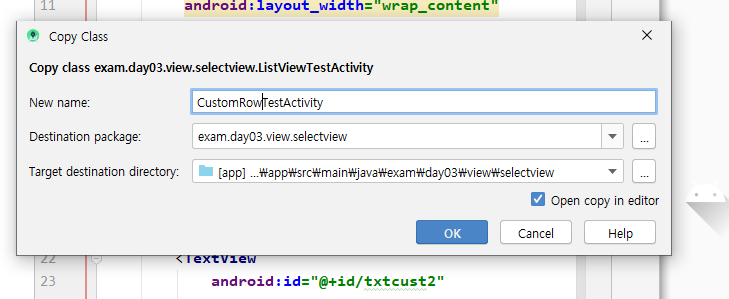 11 android:layout_width="wrap_content"
Copy Class
Copy class exam.day03.view.selectview.ListViewTestActivity
New name: CustomRowTestActivity
Destination package: exam.day03.view.selectview ...
Target destination directory: [app] ...₩app₩src₩main₩java₩exam₩day03₩view₩selectview ...
Open copy in editor
OK Cancel Help
22 <TextView
23 android:id="@+id/txtcust2"